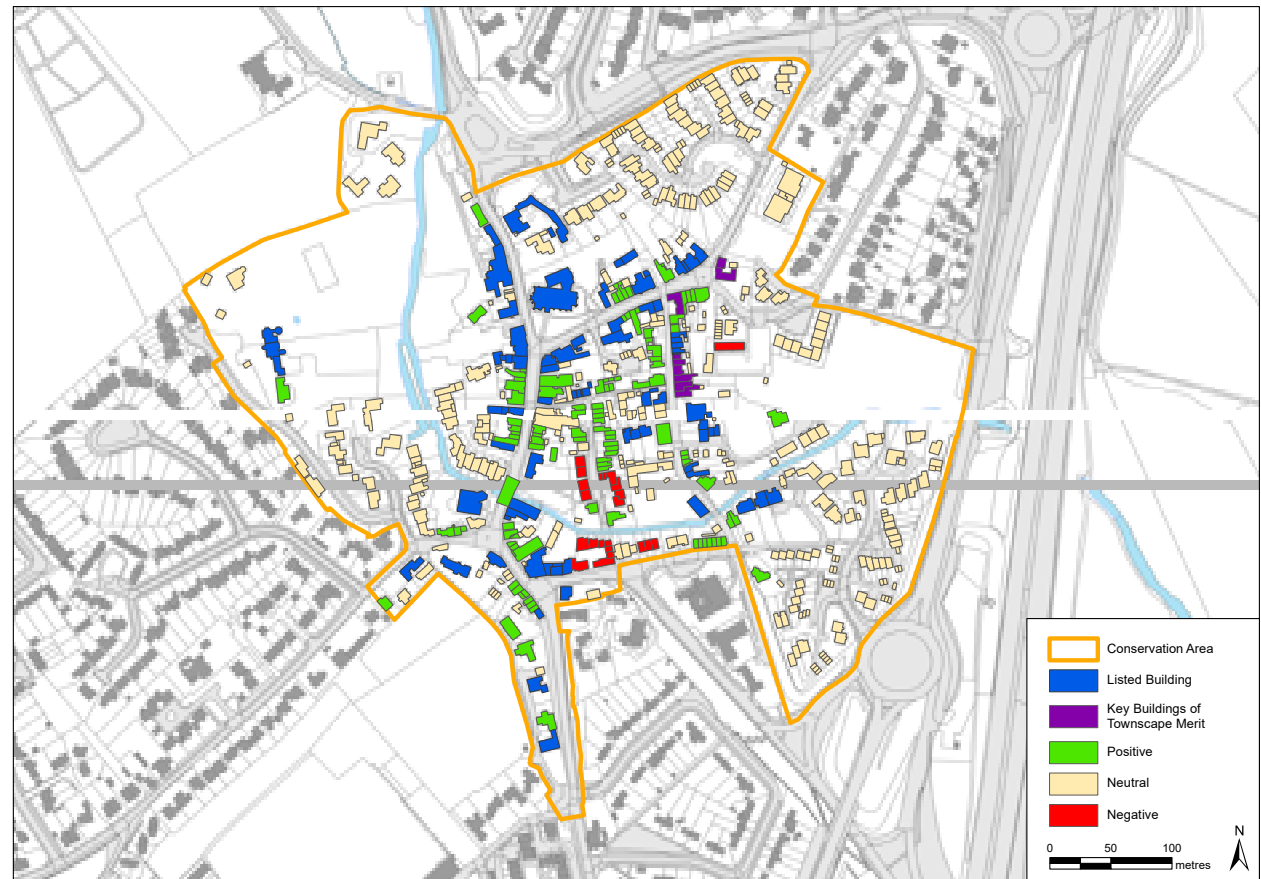 Conservation Area
Listed Building
Key Buildings of
Townscape Merit
Positive
Neutral
Negative
0 50 100
metres
N